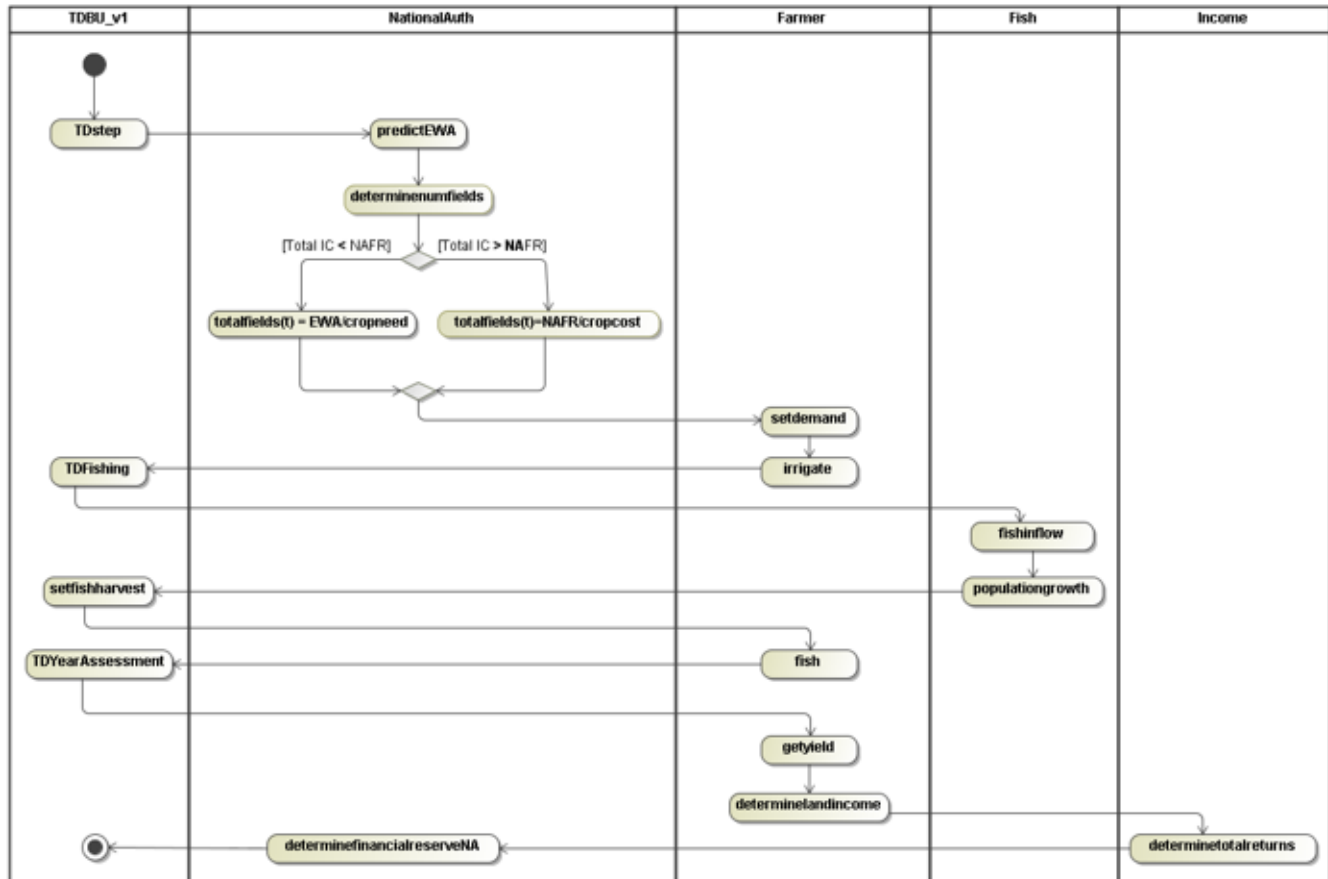 TDBU_v1 NationalAuth Farmer Fish Income
TDstep predictEWA
determinenumfields
[Total IC < NAFR] [Total IC > NAFR]
totalfields(t) = EWA/cropneed totalfields(t)=NAFR/cropcost
setdemand
TDFishing irrigate
fishinflow
setfishharvest populationgrowth
TDYearAssessment fish
getyield
determinelandincome
determinefinancialreserveNA determinetotalreturns